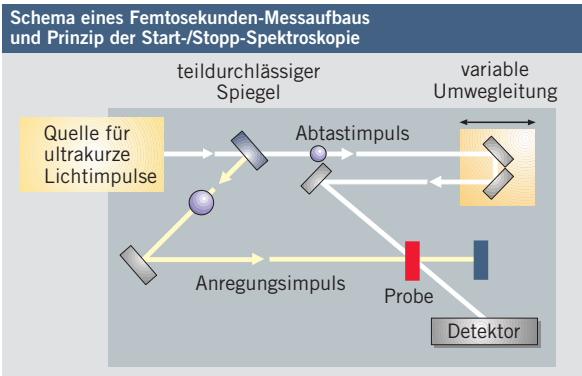 Schema eines Femtosekunden-Messaufbaus
und Prinzip der Start-/Stopp-Spektroskopie
teildurchlässiger
Spiegel
variable
Umwegleitung
Quelle für
ultrakurze
Lichtimpulse
Abtastimpuls
Anregungsimpuls
Probe
Detektor